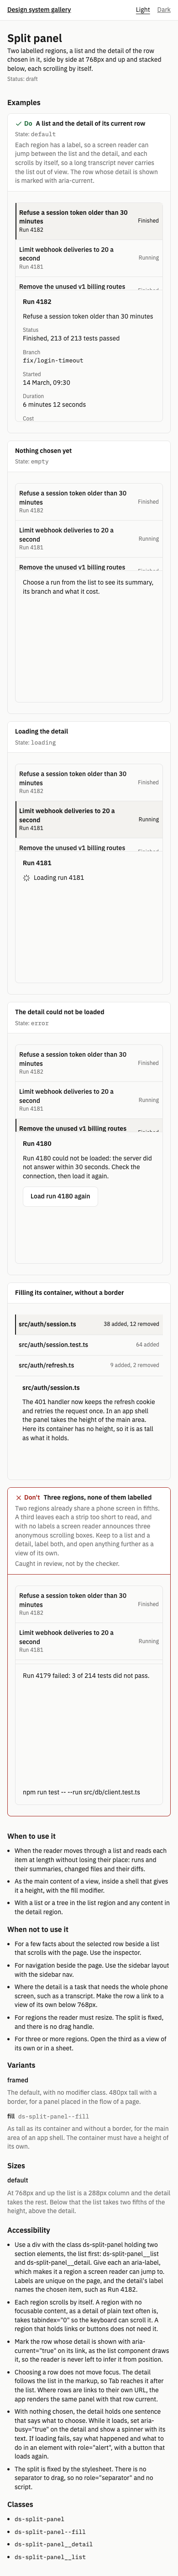 Design system gallery
Light
Dark
Split panel
Two labelled regions, a list and the detail of the row
chosen in it, side by side at 768px and up and stacked
below, each scrolling by itself.
Status: draft
Examples
Do A list and the detail of its current row
State: default
Each region has a label, so a screen reader can
jump between the list and the detail, and each
scrolls by itself, so a long transcript never carries
the list out of view. The row whose detail is shown
is marked with aria-current.
Refuse a session token older than 30
minutes
Run 4182
Finished
Limit webhook deliveries to 20 a
second
Run 4181
Running
Remove the unused v1 billing routes
Finished
Run 4182
Refuse a session token older than 30 minutes
Status
Finished, 213 of 213 tests passed
Branch
fix/login-timeout
Started
14 March, 09:30
Duration
6 minutes 12 seconds
Cost
Nothing chosen yet
State: empty
Refuse a session token older than 30
minutes
Run 4182
Finished
Limit webhook deliveries to 20 a
second
Run 4181
Running
Remove the unused v1 billing routes
Finished
Choose a run from the list to see its summary,
its branch and what it cost.
Loading the detail
State: loading
Refuse a session token older than 30
minutes
Run 4182
Finished
Limit webhook deliveries to 20 a
second
Run 4181
Running
Remove the unused v1 billing routes
Finished
Run 4181
Loading run 4181
The detail could not be loaded
State: error
Refuse a session token older than 30
minutes
Run 4182
Finished
Limit webhook deliveries to 20 a
second
Run 4181
Running
Remove the unused v1 billing routes
Finished
Run 4180
Run 4180 could not be loaded: the server did
not answer within 30 seconds. Check the
connection, then load it again.
Load run 4180 again
Filling its container, without a border
src/auth/session.ts
38 added, 12 removed
src/auth/session.test.ts
64 added
src/auth/refresh.ts
9 added, 2 removed
src/auth/session.ts
The 401 handler now keeps the refresh cookie
and retries the request once. In an app shell
the panel takes the height of the main area.
Here its container has no height, so it is as tall
as what it holds.
Don't Three regions, none of them labelled
Two regions already share a phone screen in fifths.
A third leaves each a strip too short to read, and
with no labels a screen reader announces three
anonymous scrolling boxes. Keep to a list and a
detail, label both, and open anything further as a
view of its own.
Caught in review, not by the checker.
Refuse a session token older than 30
minutes
Run 4182
Finished
Limit webhook deliveries to 20 a
second
Run 4181
Running
Run 4179 failed: 3 of 214 tests did not pass.
npm run test -- --run src/db/client.test.ts
When to use it
• When the reader moves through a list and reads each
item at length without losing their place: runs and
their summaries, changed files and their diffs.
• As the main content of a view, inside a shell that gives
it a height, with the fill modifier.
• With a list or a tree in the list region and any content in
the detail region.
When not to use it
• For a few facts about the selected row beside a list
that scrolls with the page. Use the inspector.
• For navigation beside the page. Use the sidebar layout
with the sidebar nav.
• Where the detail is a task that needs the whole phone
screen, such as a transcript. Make the row a link to a
view of its own below 768px.
• For regions the reader must resize. The split is fixed,
and there is no drag handle.
• For three or more regions. Open the third as a view of
its own or in a sheet.
Variants
framed
The default, with no modifier class. 480px tall with a
border, for a panel placed in the flow of a page.
fill ds-split-panel--fill
As tall as its container and without a border, for the main
area of an app shell. The container must have a height of
its own.
Sizes
default
At 768px and up the list is a 288px column and the detail
takes the rest. Below that the list takes two fifths of the
height, above the detail.
Accessibility
• Use a div with the class ds-split-panel holding two
section elements, the list first: ds-split-panel__list
and ds-split-panel__detail. Give each an aria-label,
which makes it a region a screen reader can jump to.
Labels are unique on the page, and the detail's label
names the chosen item, such as Run 4182.
• Each region scrolls by itself. A region with no
focusable content, as a detail of plain text often is,
takes tabindex="0" so the keyboard can scroll it. A
region that holds links or buttons does not need it.
• Mark the row whose detail is shown with aria-
current="true" on its link, as the list component draws
it, so the reader is never left to infer it from position.
• Choosing a row does not move focus. The detail
follows the list in the markup, so Tab reaches it after
the list. Where rows are links to their own URL, the
app renders the same panel with that row current.
• With nothing chosen, the detail holds one sentence
that says what to choose. While it loads, set aria-
busy="true" on the detail and show a spinner with its
text. If loading fails, say what happened and what to
do in an element with role="alert", with a button that
loads again.
• The split is fixed by the stylesheet. There is no
separator to drag, so no role="separator" and no
script.
Classes
• ds-split-panel
• ds-split-panel--fill
• ds-split-panel__detail
• ds-split-panel__list